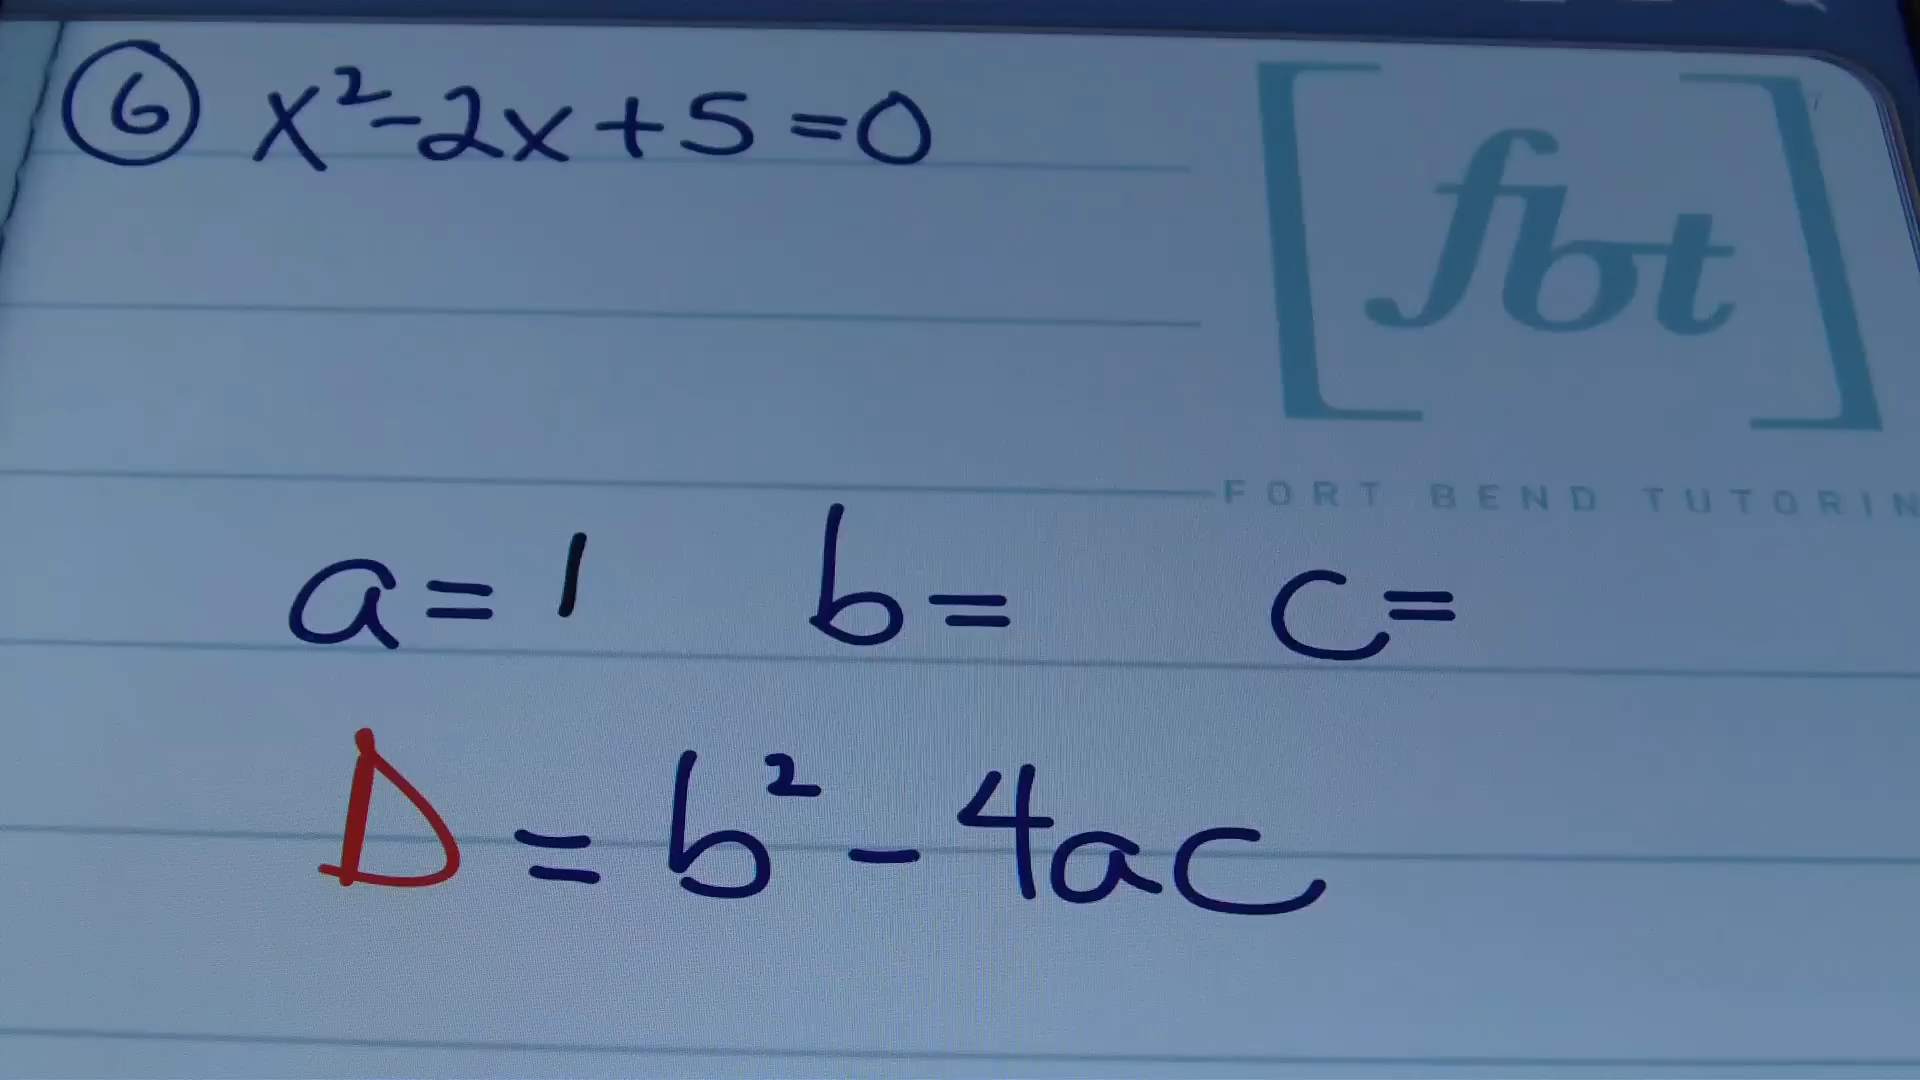 6 x²-2x+5=0
fbt
FORT BEND TUTORIN
a=1 b= c=
D=b²-4ac